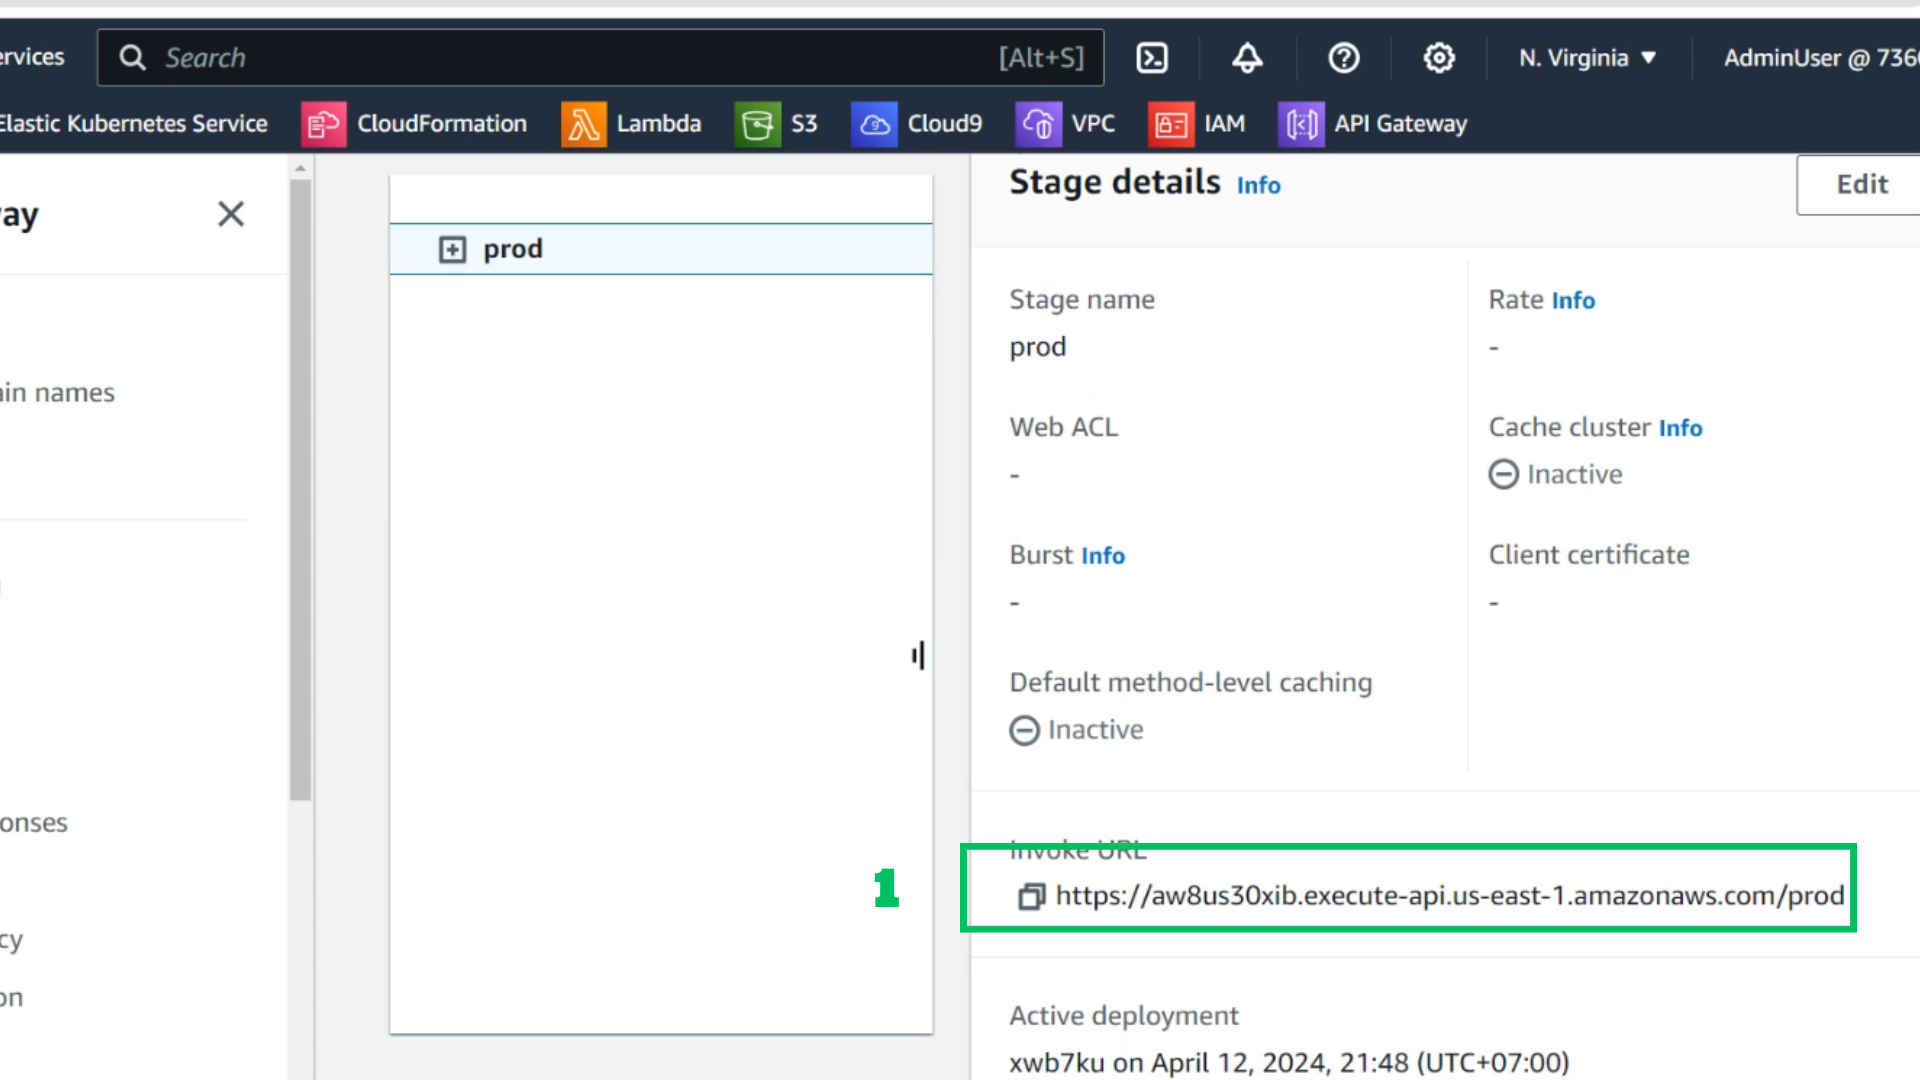 ervices
Search
[Alt+S]
N. Virginia
AdminUser @ 736
Elastic Kubernetes Service
CloudFormation
Lambda
S3
Cloud9
VPC
IAM
API Gateway
ay
ain names
onses
cy
on
prod
Stage details Info
Edit
Stage name
prod
Rate Info
-
Web ACL
-
Cache cluster Info
Inactive
Burst Info
-
Client certificate
-
Default method-level caching
Inactive
1
Invoke URL
https://aw8us30xib.execute-api.us-east-1.amazonaws.com/prod
Active deployment
xwb7ku on April 12, 2024, 21:48 (UTC+07:00)